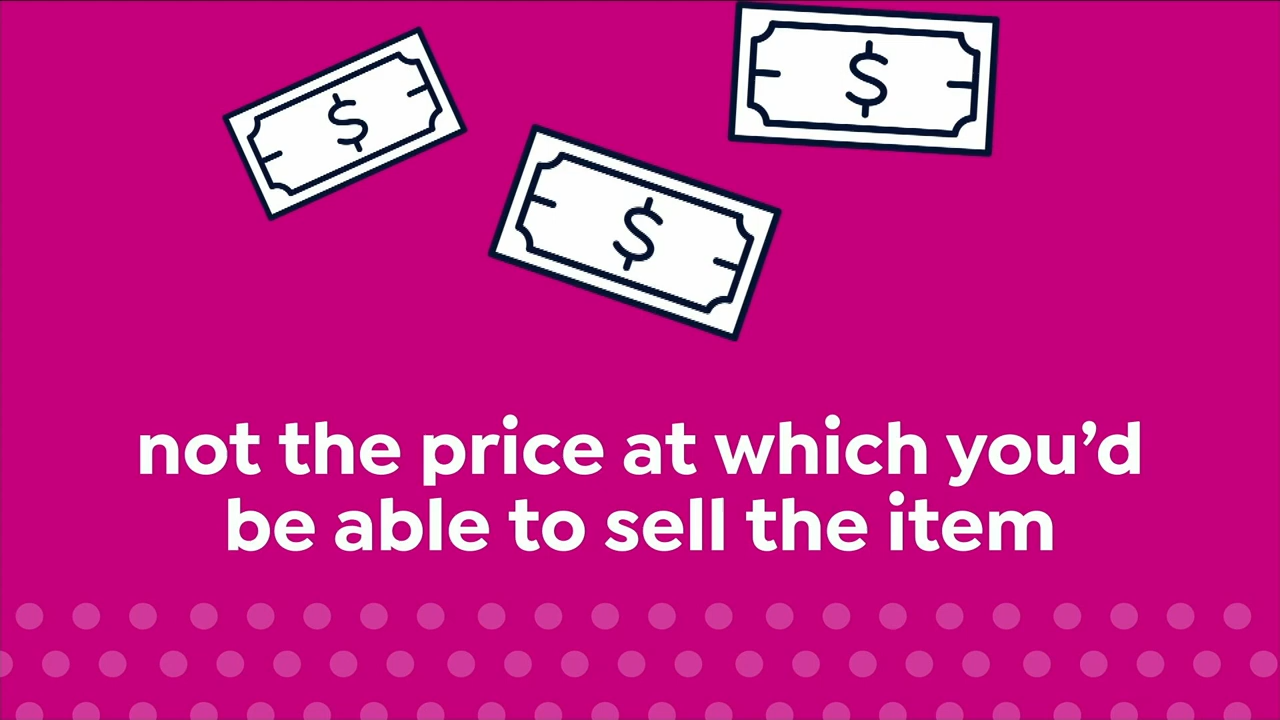 $
$
$
not the price at which you’d
be able to sell the item